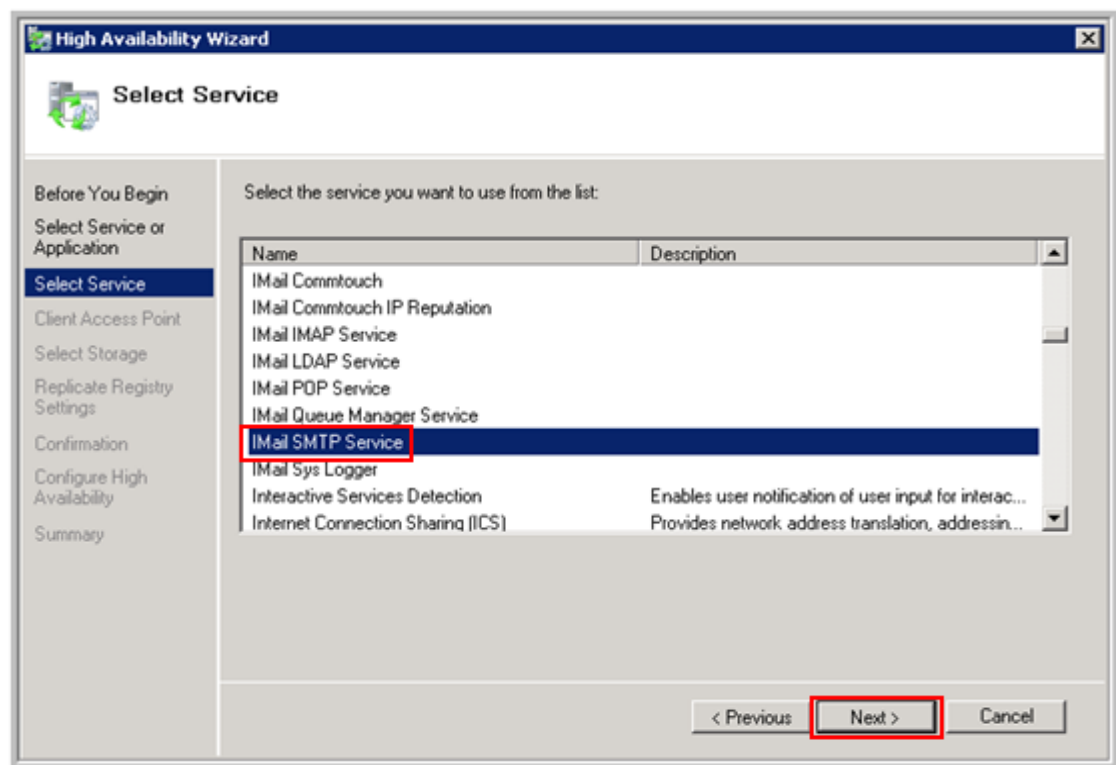 High Availability Wizard
Select Service
Before You Begin
Select Service or
Application
Select Service
Client Access Point
Select Storage
Replicate Registry
Settings
Confirmation
Configure High
Availability
Summary
Select the service you want to use from the list:
Name Description
IMail Commtouch
IMail Commtouch IP Reputation
IMail IMAP Service
IMail LDAP Service
IMail POP Service
IMail Queue Manager Service
IMail SMTP Service
IMail Sys Logger
Interactive Services Detection Enables user notification of user input for interac...
Internet Connection Sharing (ICS) Provides network address translation, addressin...
< Previous Next > Cancel